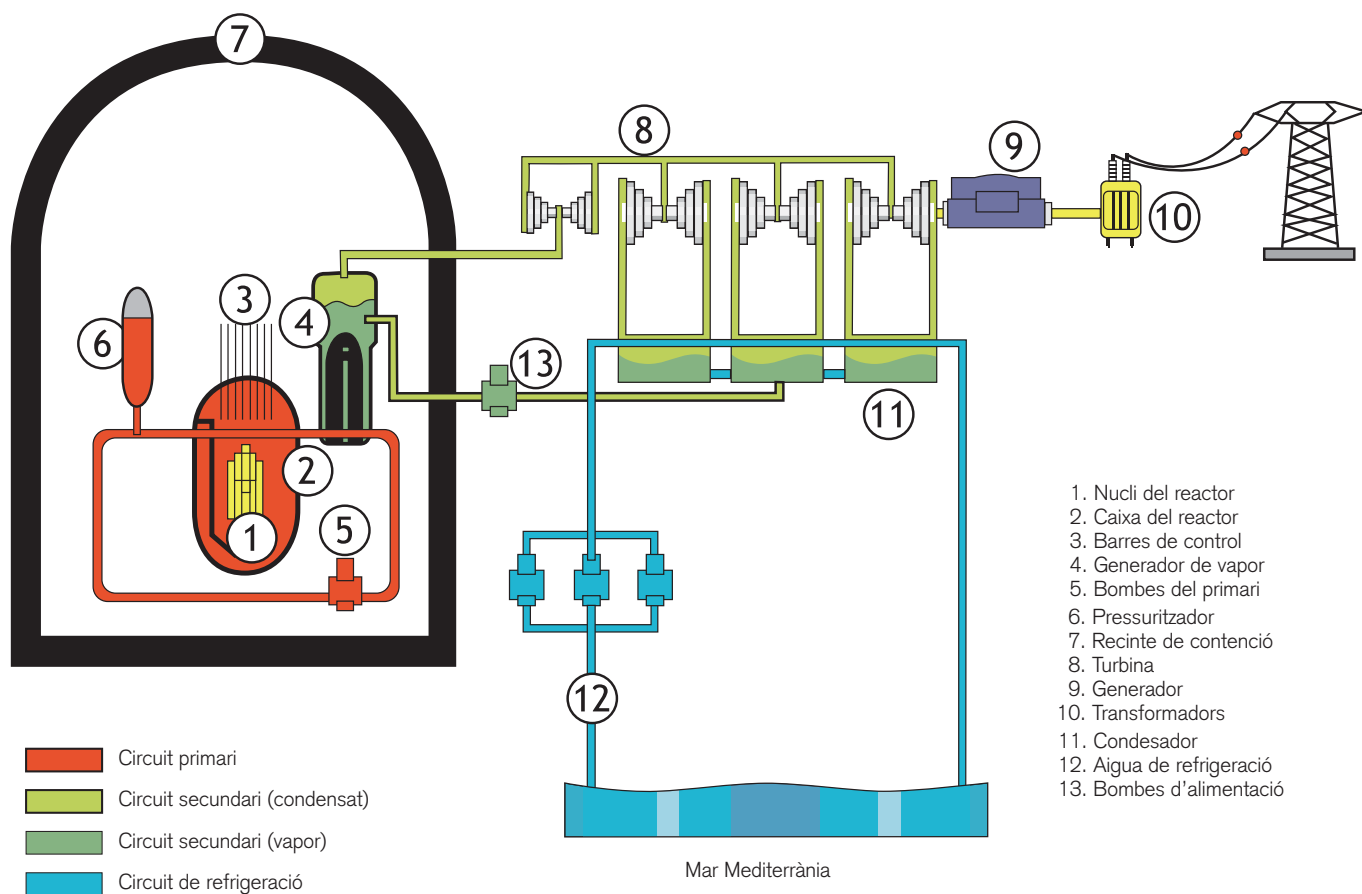 7
8
9
10
3
4
6
13
11
2
1
5
12
1. Nucli del reactor
2. Caixa del reactor
3. Barres de control
4. Generador de vapor
5. Bombes del primari
6. Pressuritzador
7. Recinte de contenció
8. Turbina
9. Generador
10. Transformadors
11. Condesador
12. Aigua de refrigeració
13. Bombes d'alimentació
Circuit primari
Circuit secundari (condensat)
Circuit secundari (vapor)
Circuit de refrigeració
Mar Mediterrània